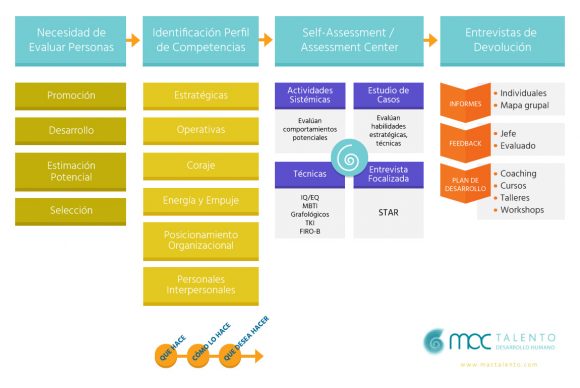 Necesidad de
Evaluar Personas
Identificación Perfil
de Competencias
Self-Assessment /
Assessment Center
Entrevistas de
Devolución
Promoción
Desarrollo
Estimación
Potencial
Selección
Estratégicas
Operativas
Coraje
Energía y Empuje
Posicionamiento
Organizacional
Personales
Interpersonales
Actividades
Sistémicas
Evalúan
comportamientos
potenciales
Estudio de
Casos
Evalúan
habilidades
estratégicas,
técnicas
Técnicas
IQ/EQ
MBTI
Grafológicos
TKI
FIRO-B
Entrevista
Focalizada
STAR
INFORMES
• Individuales
• Mapa grupal
FEEDBACK
• Jefe
• Evaluado
PLAN DE
DESARROLLO
• Coaching
• Cursos
• Talleres
• Workshops
QUE HACE
CÓMO LO HACE
QUE DESEA HACER
moc TALENTO
DESARROLLO HUMANO
www.moctalento.com